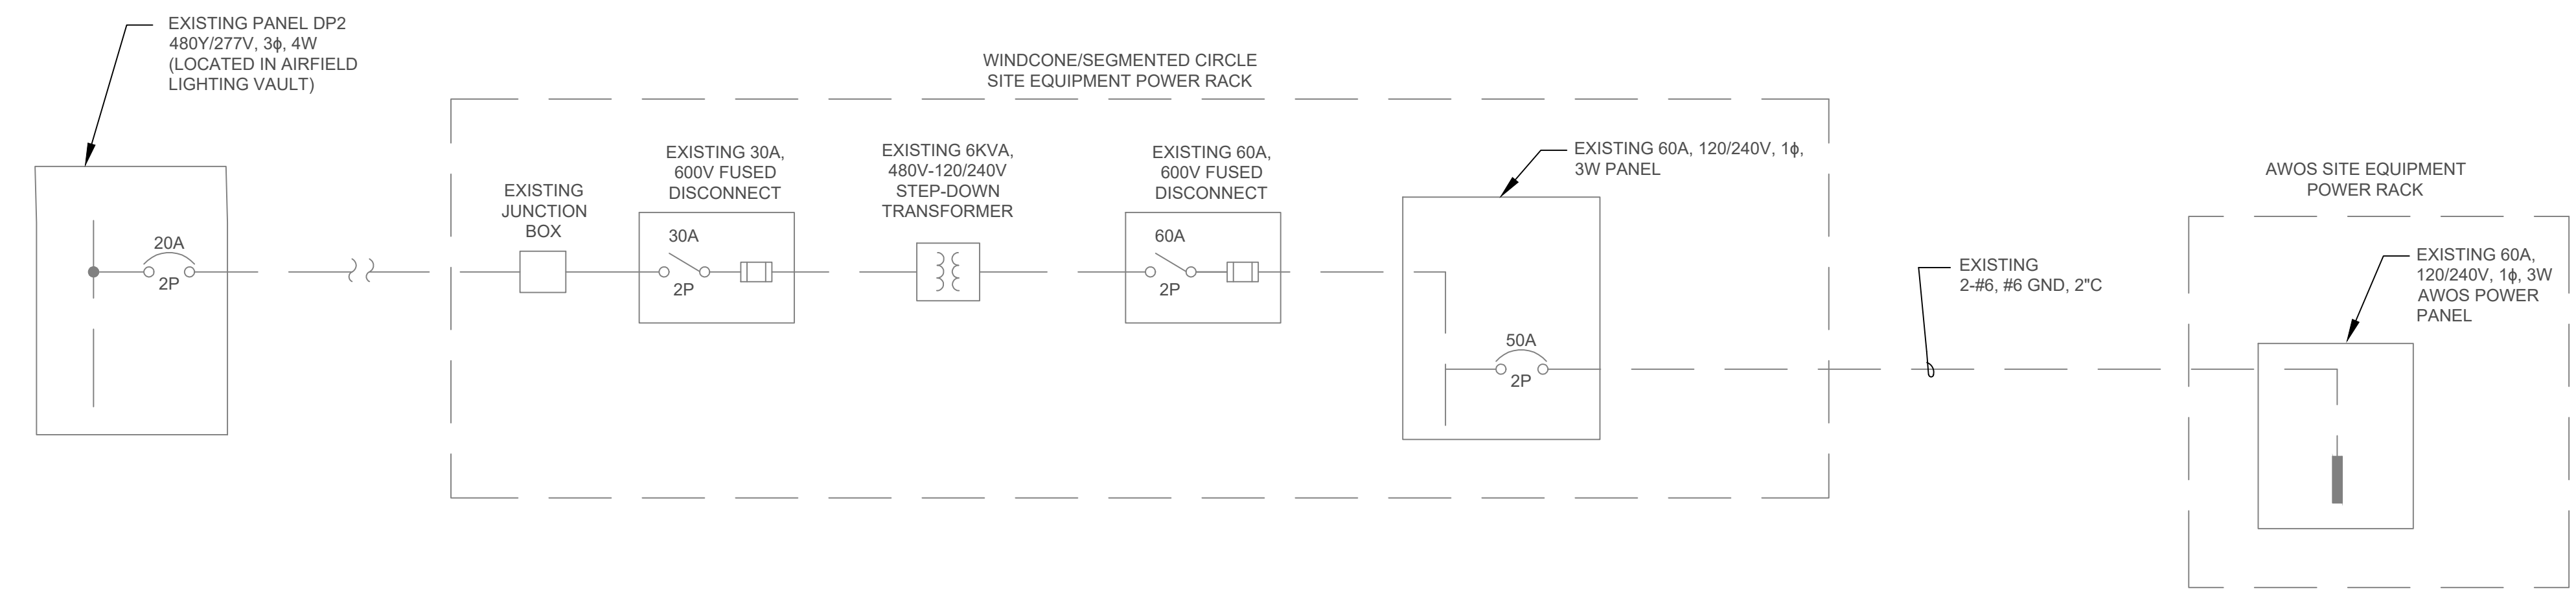 EXISTING PANEL DP2
480Y/277V, 3ϕ, 4W
(LOCATED IN AIRFIELD
LIGHTING VAULT)
20A
2P
WINDCONE/SEGMENTED CIRCLE
SITE EQUIPMENT POWER RACK
EXISTING
JUNCTION
BOX
EXISTING 30A,
600V FUSED
DISCONNECT
30A
2P
EXISTING 6KVA,
480V-120/240V
STEP-DOWN
TRANSFORMER
EXISTING 60A,
600V FUSED
DISCONNECT
60A
2P
EXISTING 60A, 120/240V, 1ϕ,
3W PANEL
50A
2P
EXISTING
2-#6, #6 GND, 2"C
AWOS SITE EQUIPMENT
POWER RACK
EXISTING 60A,
120/240V, 1ϕ, 3W
AWOS POWER
PANEL